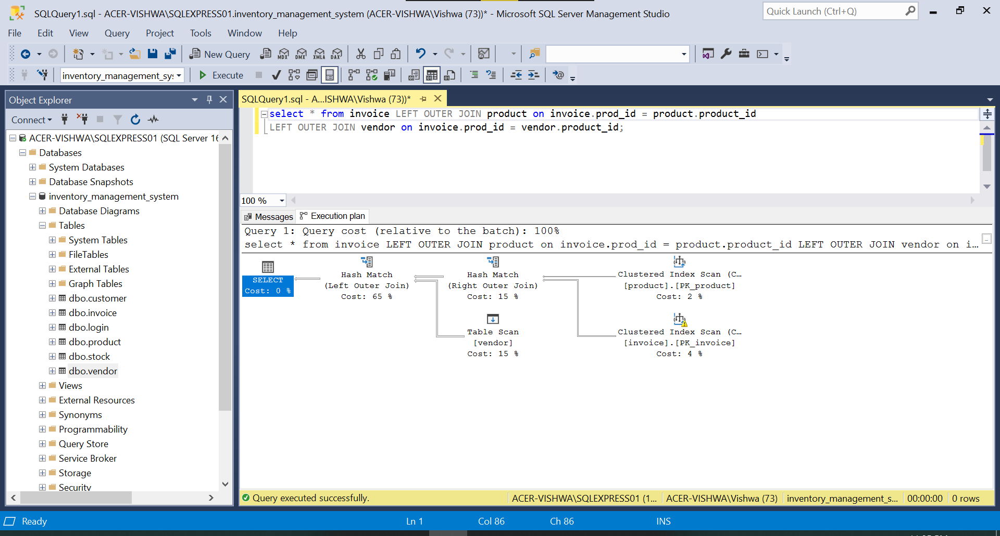 SQLQuery1.sql - ACER-VISHWA\SQLEXPRESS01.inventory_management_system (ACER-VISHWA\Vishwa (73))* - Microsoft SQL Server Management Studio
Quick Launch (Ctrl+Q)
File Edit View Query Project Tools Window Help
New Query MDX DMX XMLA DAX
inventory_management_sys Execute
Object Explorer
Connect
ACER-VISHWA\SQLEXPRESS01 (SQL Server 16
Databases
System Databases
Database Snapshots
inventory_management_system
Database Diagrams
Tables
System Tables
FileTables
External Tables
Graph Tables
dbo.customer
dbo.invoice
dbo.login
dbo.product
dbo.stock
dbo.vendor
Views
External Resources
Synonyms
Programmability
Query Store
Service Broker
Storage
Security
SQLQuery1.sql - A...ISHWA\Vishwa (73))*
select * from invoice LEFT OUTER JOIN product on invoice.prod_id = product.product_id
LEFT OUTER JOIN vendor on invoice.prod_id = vendor.product_id;
100 %
Messages Execution plan
Query 1: Query cost (relative to the batch): 100%
select * from invoice LEFT OUTER JOIN product on invoice.prod_id = product.product_id LEFT OUTER JOIN vendor on i...
SELECT
Cost: 0 %
Hash Match
(Left Outer Join)
Cost: 65 %
Hash Match
(Right Outer Join)
Cost: 15 %
Clustered Index Scan (C...
[product].[PK_product]
Cost: 2 %
Table Scan
[vendor]
Cost: 15 %
Clustered Index Scan (C...
[invoice].[PK_invoice]
Cost: 4 %
Query executed successfully. ACER-VISHWA\SQLEXPRESS01 (1... ACER-VISHWA\Vishwa (73) inventory_management_s... 00:00:00 0 rows
Ready Ln 1 Col 86 Ch 86 INS